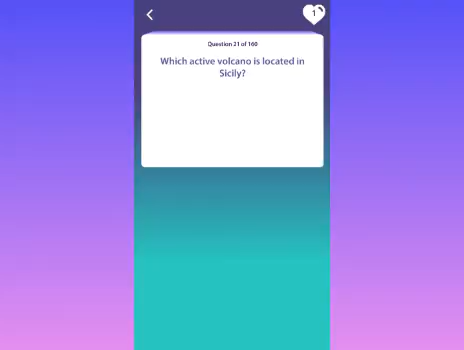 1
Question 21 of 160
Which active volcano is located in
Sicily?